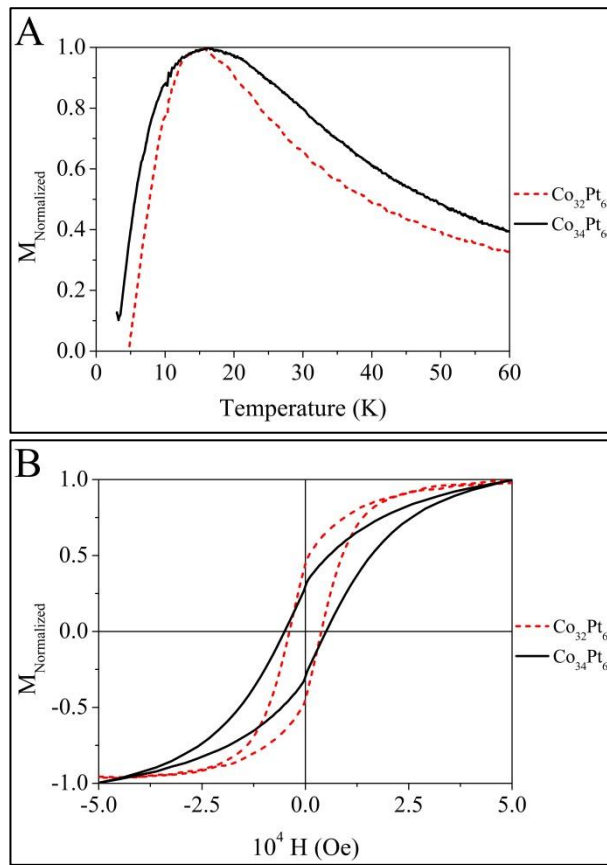 A
1.0
0.8
0.6
0.4
0.2
0.0
M_Normalized
0 10 20 30 40 50 60
Temperature (K)
Co₃₂Pt₆
Co₃₄Pt₆
B
1.0
0.5
0.0
-0.5
-1.0
M_Normalized
-5.0 -2.5 0.0 2.5 5.0
10⁴ H (Oe)
Co₃₂Pt₆
Co₃₄Pt₆